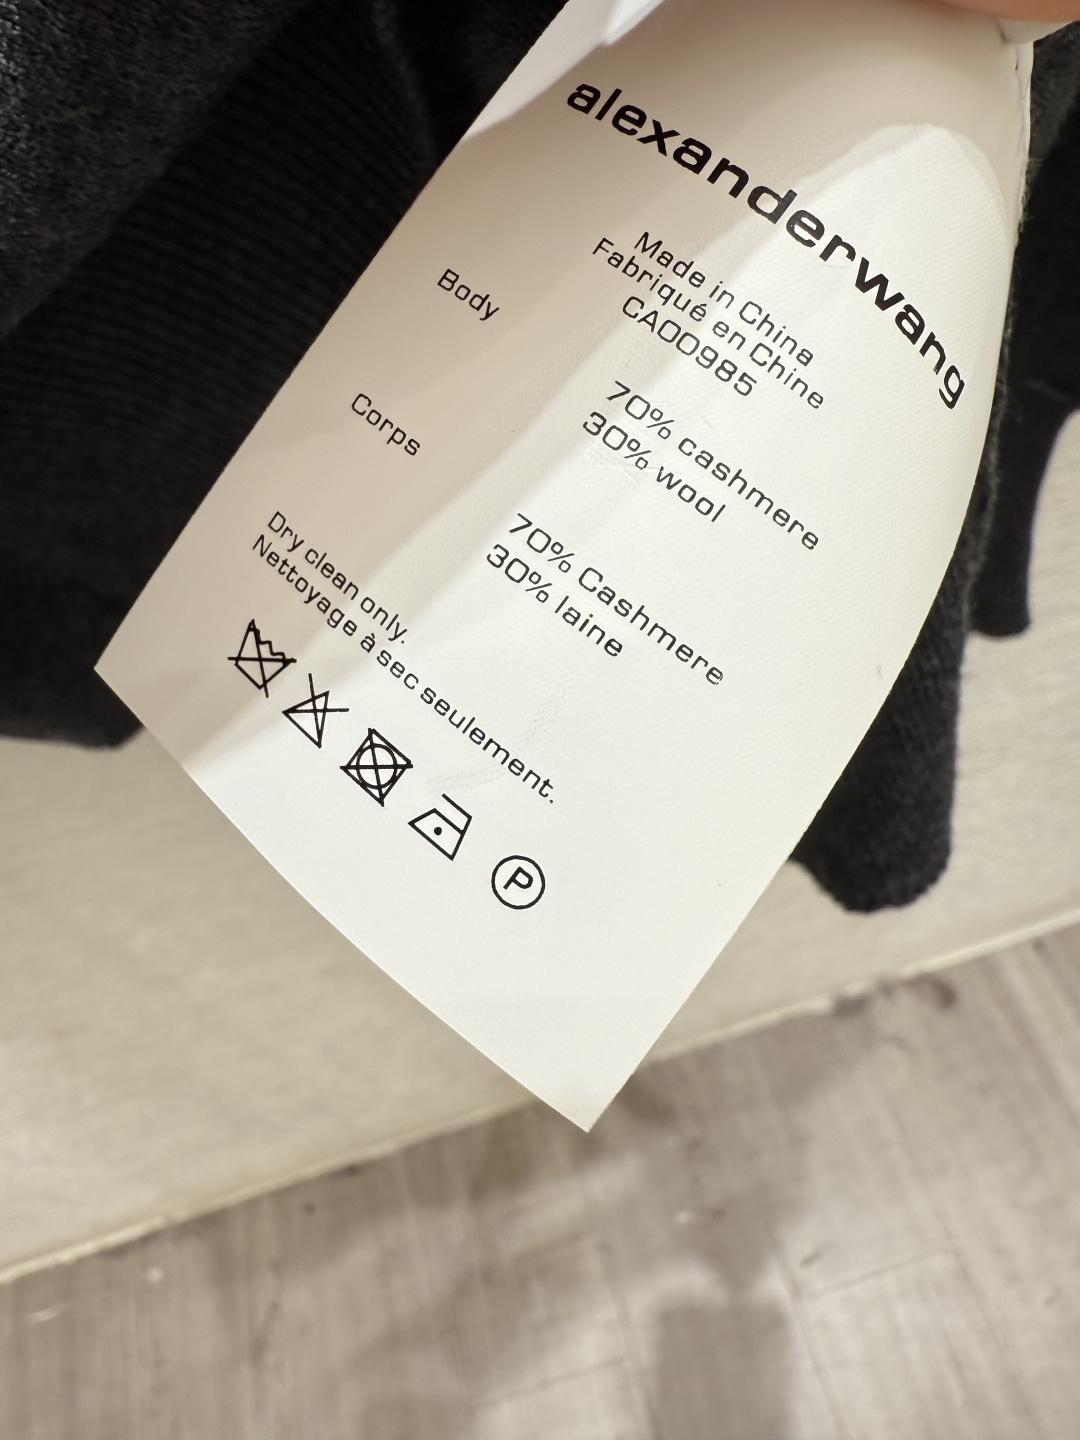 alexanderwang
Made in China
Fabriqué en Chine
CA00985
Body
70% cashmere
30% wool
Corps
70% Cashmere
30% laine
Dry clean only.
Nettoyage à sec seulement.
P